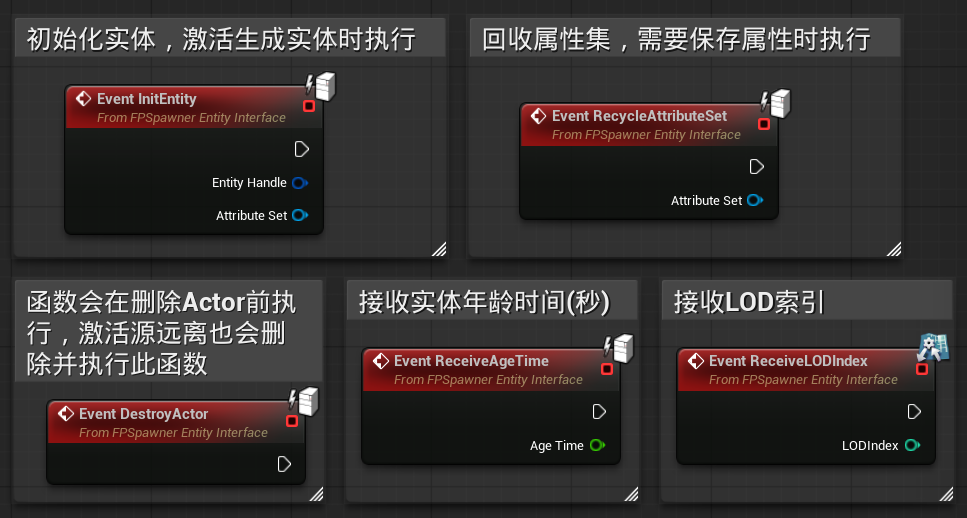 初始化实体，激活生成实体时执行
Event InitEntity
From FPSpawner Entity Interface
Entity Handle
Attribute Set
回收属性集，需要保存属性时执行
Event RecycleAttributeSet
From FPSpawner Entity Interface
Attribute Set
函数会在删除Actor前执
行，激活源远离也会删
除并执行此函数
Event DestroyActor
From FPSpawner Entity Interface
接收实体年龄时间(秒)
Event ReceiveAgeTime
From FPSpawner Entity Interface
Age Time
接收LOD索引
Event ReceiveLODIndex
From FPSpawner Entity Interface
LODIndex